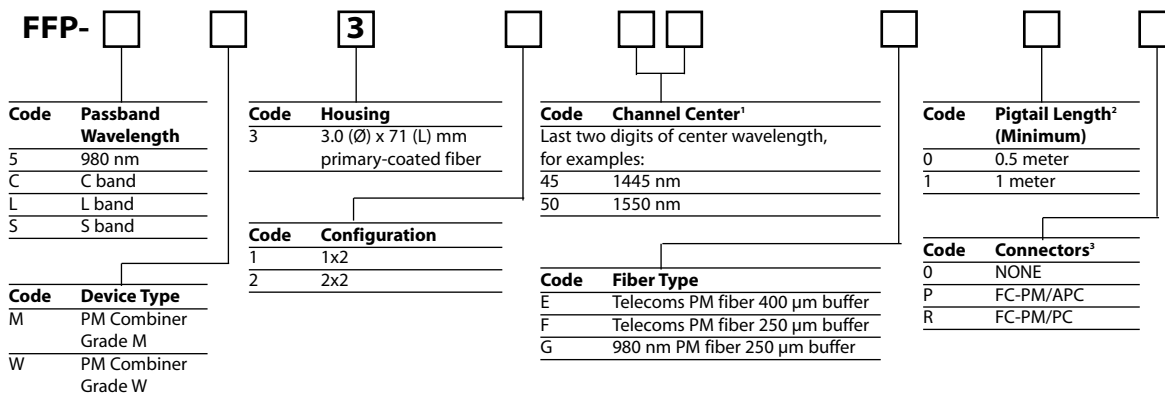 FFP- 3
Code Passband Wavelength
5 980 nm
C C band
L L band
S S band
Code Device Type
M PM Combiner
Grade M
W PM Combiner
Grade W
Code Housing
3 3.0 (Ø) x 71 (L) mm
primary-coated fiber
Code Configuration
1 1x2
2 2x2
Code Channel Center¹
Last two digits of center wavelength,
for examples:
45 1445 nm
50 1550 nm
Code Fiber Type
E Telecoms PM fiber 400 µm buffer
F Telecoms PM fiber 250 µm buffer
G 980 nm PM fiber 250 µm buffer
Code Pigtail Length²
(Minimum)
0 0.5 meter
1 1 meter
Code Connectors³
0 NONE
P FC-PM/APC
R FC-PM/PC